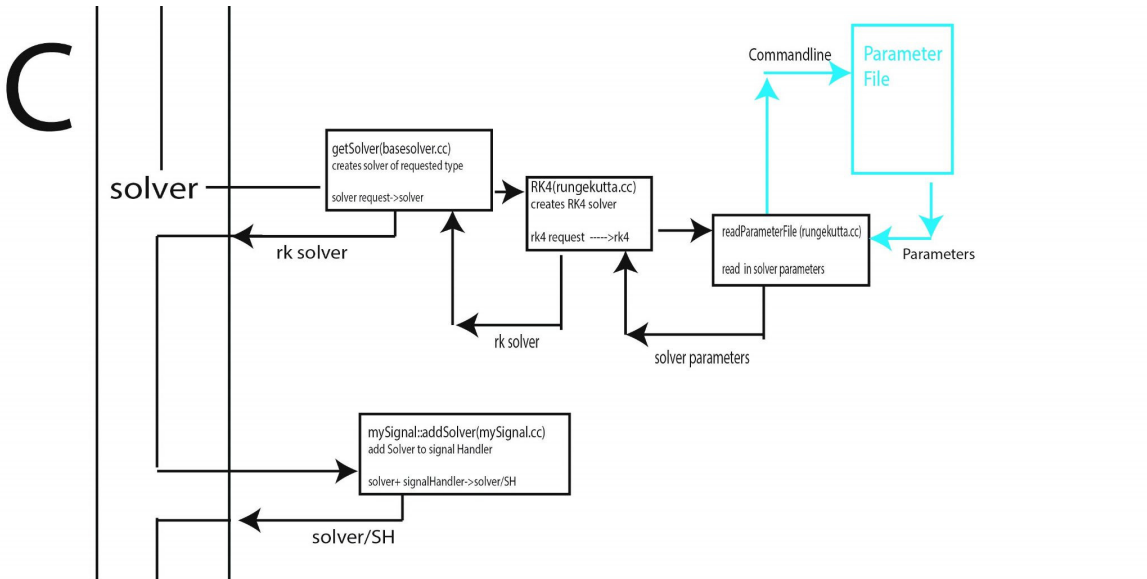 C
Commandline
Parameter
File
getSolver(basesolver.cc)
creates solver of requested type
solver request->solver
solver
RK4(rungekutta.cc)
creates RK4 solver
rk4 request ----->rk4
readParameterFile (rungekutta.cc)
read in solver parameters
Parameters
rk solver
rk solver
solver parameters
mySignal::addSolver(mySignal.cc)
add Solver to signal Handler
solver+ signalHandler->solver/SH
solver/SH